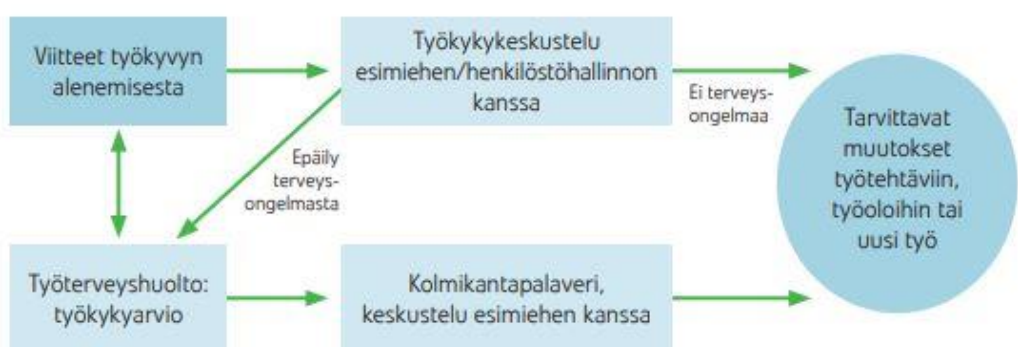 Viitteet työkyvyn
alenemisesta
Työkykykeskustelu
esimiehen/henkilöstöhallinnon
kanssa
Ei terveys-
ongelmaa
Tarvittavat
muutokset
työtehtäviin,
työoloihin tai
uusi työ
Epäily
terveys-
ongelmasta
Työterveyshuolto:
työkykyarvio
Kolmikantapalaveri,
keskustelu esimiehen kanssa